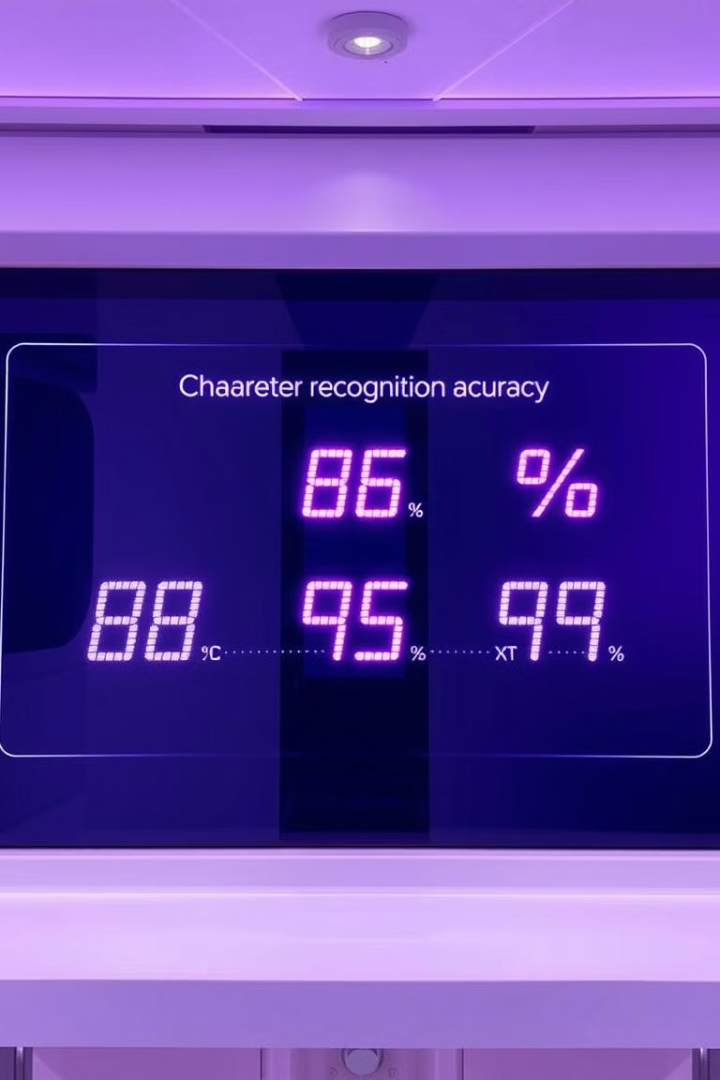 Chaareter recognition acuracy
86% %
88°C 95% XT 99%